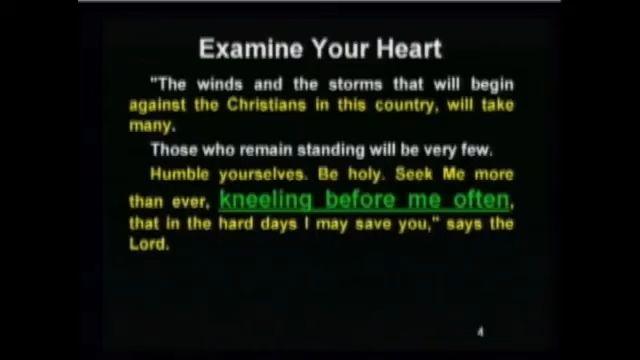 Examine Your Heart
"The winds and the storms that will begin
against the Christians in this country, will take
many.
Those who remain standing will be very few.
Humble yourselves. Be holy. Seek Me more
than ever, kneeling before me often,
that in the hard days I may save you," says the
Lord.
4